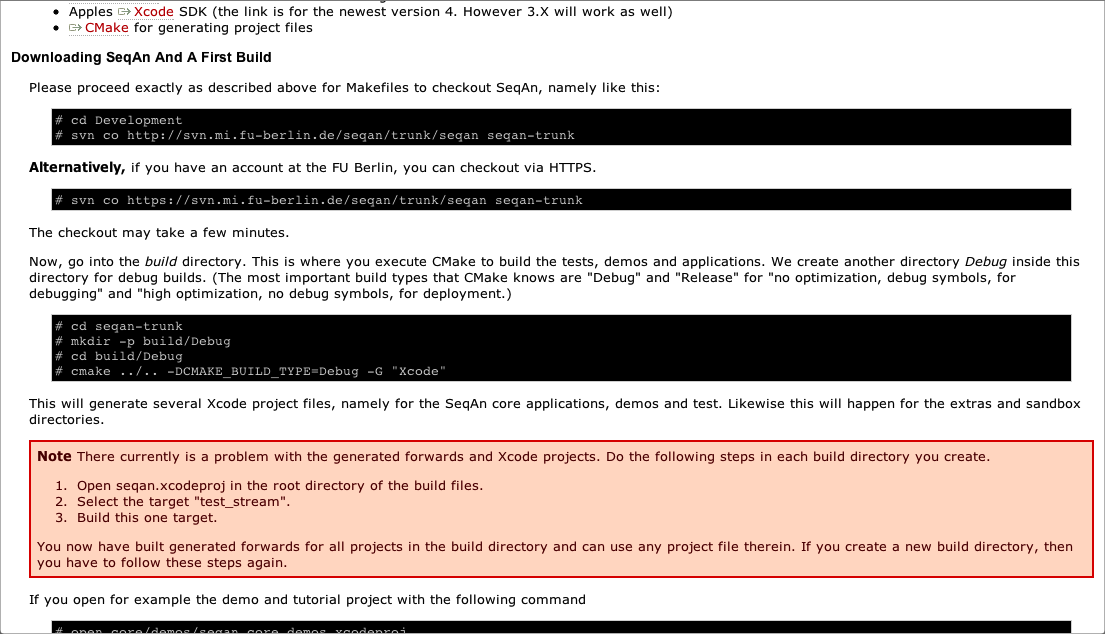 Apples Xcode SDK (the link is for the newest version 4. However 3.X will work as well)
CMake for generating project files
Downloading SeqAn And A First Build
Please proceed exactly as described above for Makefiles to checkout SeqAn, namely like this:
# cd Development
# svn co http://svn.mi.fu-berlin.de/seqan/trunk/seqan seqan-trunk
Alternatively, if you have an account at the FU Berlin, you can checkout via HTTPS.
# svn co https://svn.mi.fu-berlin.de/seqan/trunk/seqan seqan-trunk
The checkout may take a few minutes.
Now, go into the build directory. This is where you execute CMake to build the tests, demos and applications. We create another directory Debug inside this
directory for debug builds. (The most important build types that CMake knows are "Debug" and "Release" for "no optimization, debug symbols, for
debugging" and "high optimization, no debug symbols, for deployment.)
# cd seqan-trunk
# mkdir -p build/Debug
# cd build/Debug
# cmake ../.. -DCMAKE_BUILD_TYPE=Debug -G "Xcode"
This will generate several Xcode project files, namely for the SeqAn core applications, demos and test. Likewise this will happen for the extras and sandbox
directories.
Note There currently is a problem with the generated forwards and Xcode projects. Do the following steps in each build directory you create.
1. Open seqan.xcodeproj in the root directory of the build files.
2. Select the target "test_stream".
3. Build this one target.
You now have built generated forwards for all projects in the build directory and can use any project file therein. If you create a new build directory, then
you have to follow these steps again.
If you open for example the demo and tutorial project with the following command
# open core/demos/seqan_core_demos.xcodeproj